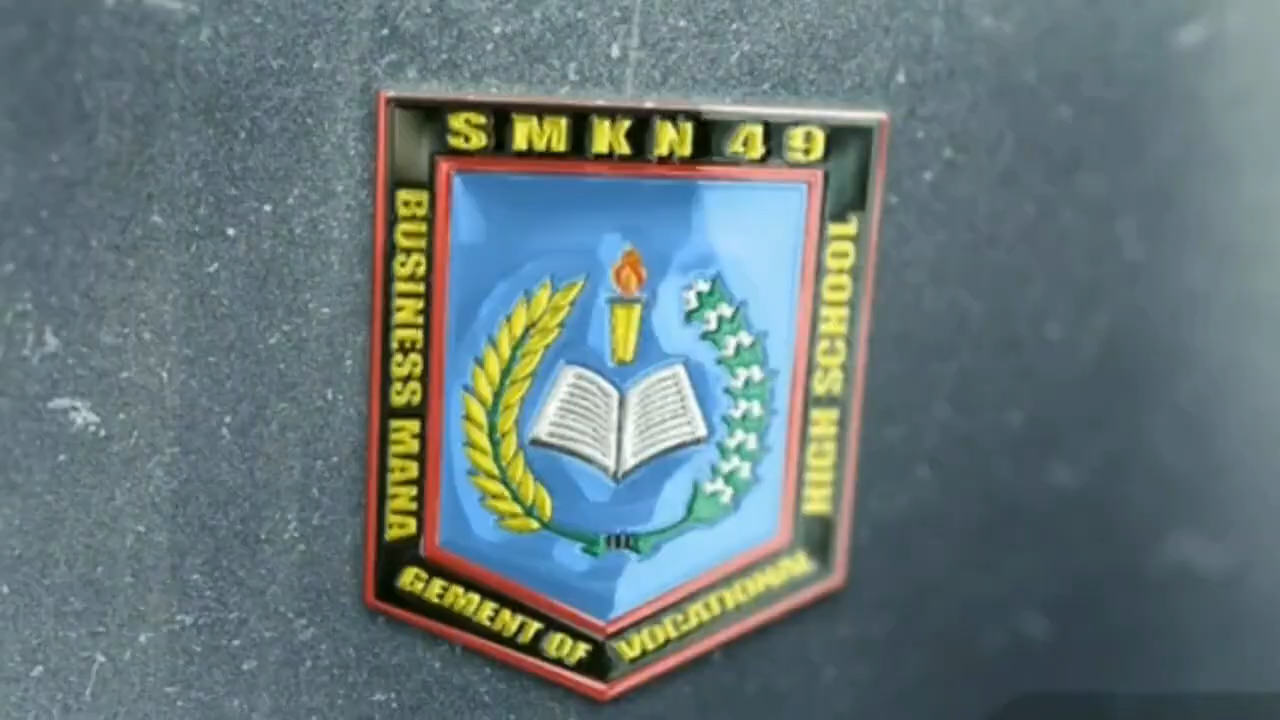 SMKN 49
BUSINESS MANA
GEMENT OF
VOCATIONAL
HIGH SCHOOL